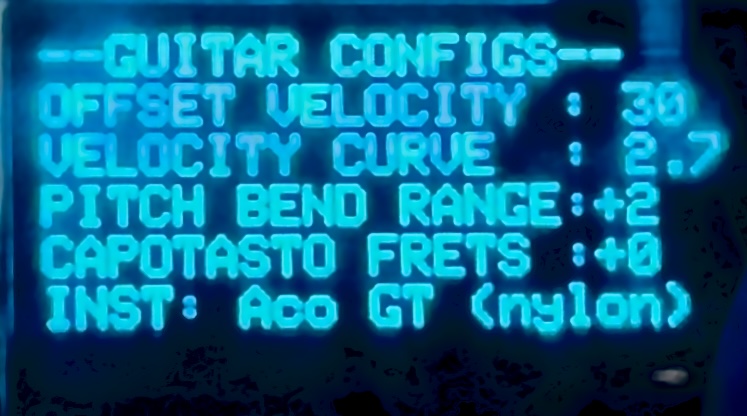 --GUITAR CONFIGS--
OFFSET VELOCITY : 30
VELOCITY CURVE : 2.7
PITCH BEND RANGE:+2
CAPOTASTO FRETS :+0
INST: Aco GT (nylon)